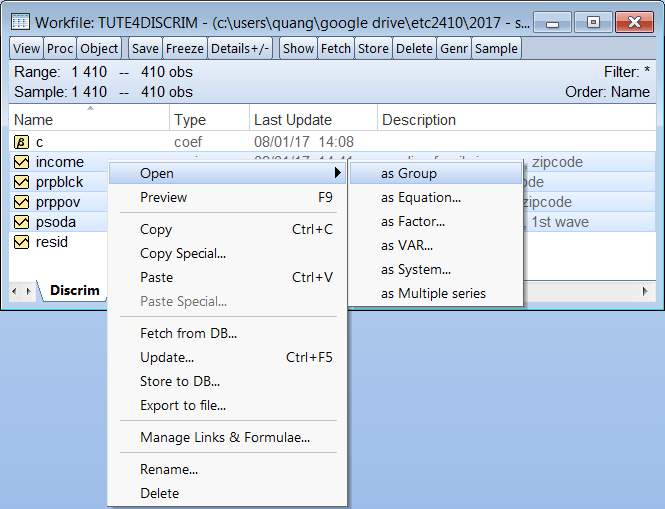 Workfile: TUTE4DISCRIM - (c:\users\quang\google drive\etc2410\2017 - s...
View Proc Object Save Freeze Details+/- Show Fetch Store Delete Genr Sample
Range: 1 410 -- 410 obs Filter: *
Sample: 1 410 -- 410 obs Order: Name
Name Type Last Update Description
β c coef 08/01/17 14:08
income zipcode
prpblck
prppov zipcode
psoda , 1st wave
resid
Discrim
Open
Preview F9
Copy Ctrl+C
Copy Special...
Paste Ctrl+V
Paste Special...
Fetch from DB...
Update... Ctrl+F5
Store to DB...
Export to file...
Manage Links & Formulae...
Rename...
Delete
as Group
as Equation...
as Factor...
as VAR...
as System...
as Multiple series